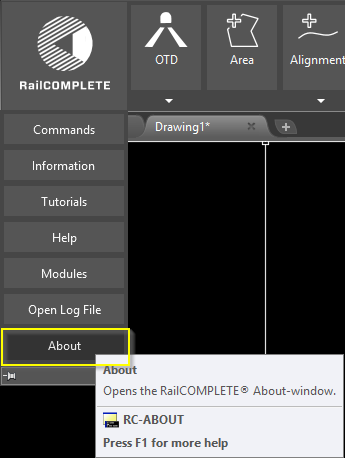 RailCOMPLETE
OTD
Area
Alignment
Drawing1*
Commands
Information
Tutorials
Help
Modules
Open Log File
About
About
Opens the RailCOMPLETE® About-window.
RC-ABOUT
Press F1 for more help